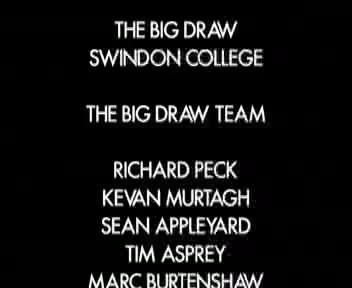 THE BIG DRAW
SWINDON COLLEGE
THE BIG DRAW TEAM
RICHARD PECK
KEVAN MURTAGH
SEAN APPLEYARD
TIM ASPREY
MARC BURTENSHAW